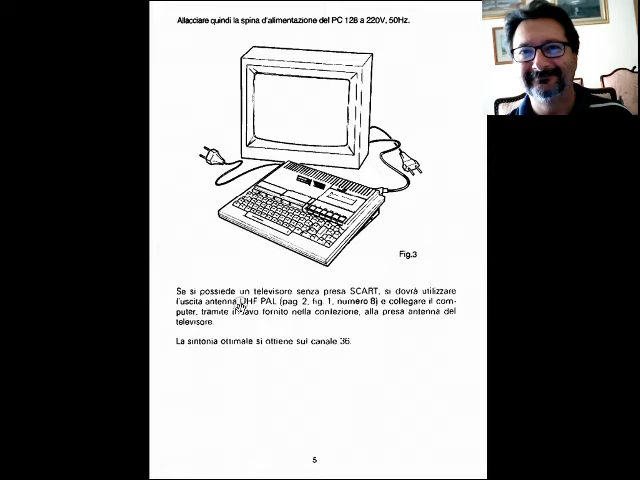 Allacciare quindi la spina d'alimentazione del PC 128 a 220V, 50Hz.
Fig.3
Se si possiede un televisore senza presa SCART, si dovrà utilizzare
l'uscita antenna UHF PAL (pag. 2, fig. 1, numero 8) e collegare il com-
puter, tramite il cavo fornito nella confezione, alla presa antenna del
televisore.
La sintonia ottimale si ottiene sul canale 36.
5